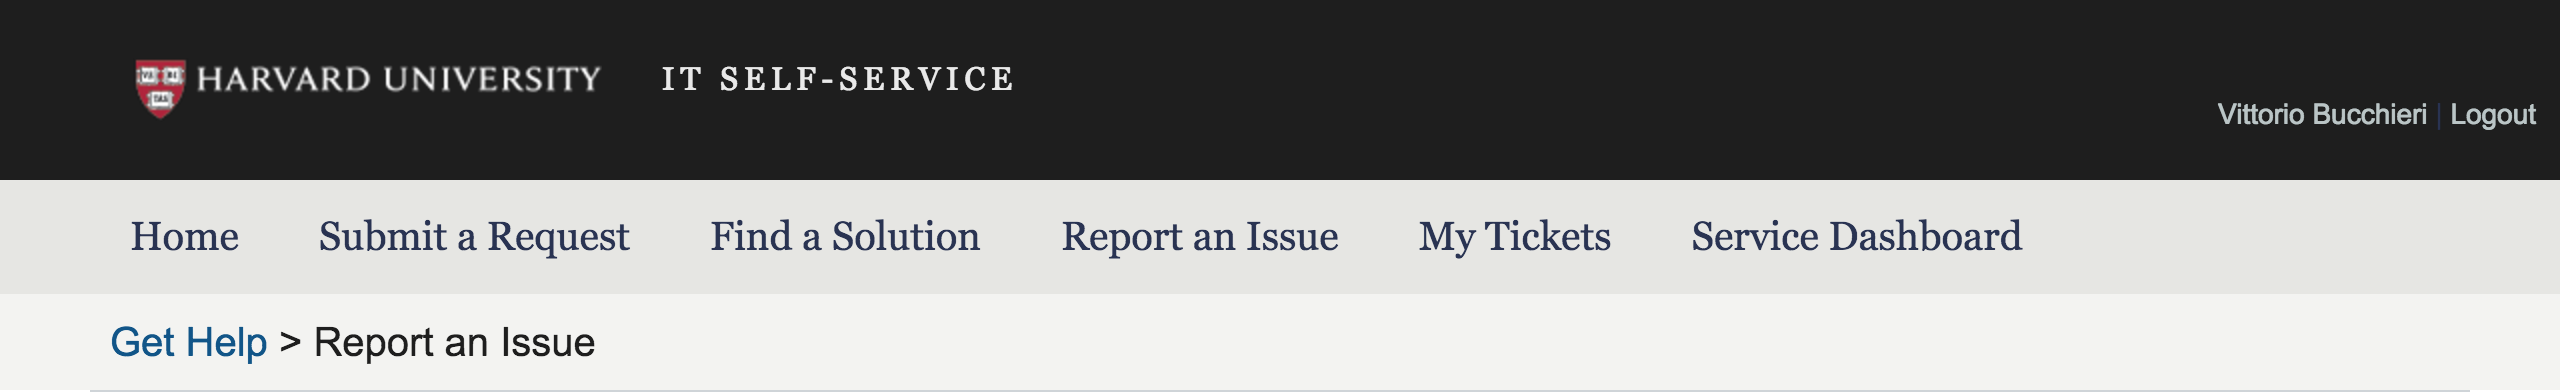 HARVARD UNIVERSITY IT SELF-SERVICE
Vittorio Bucchieri | Logout
Home Submit a Request Find a Solution Report an Issue My Tickets Service Dashboard
Get Help > Report an Issue